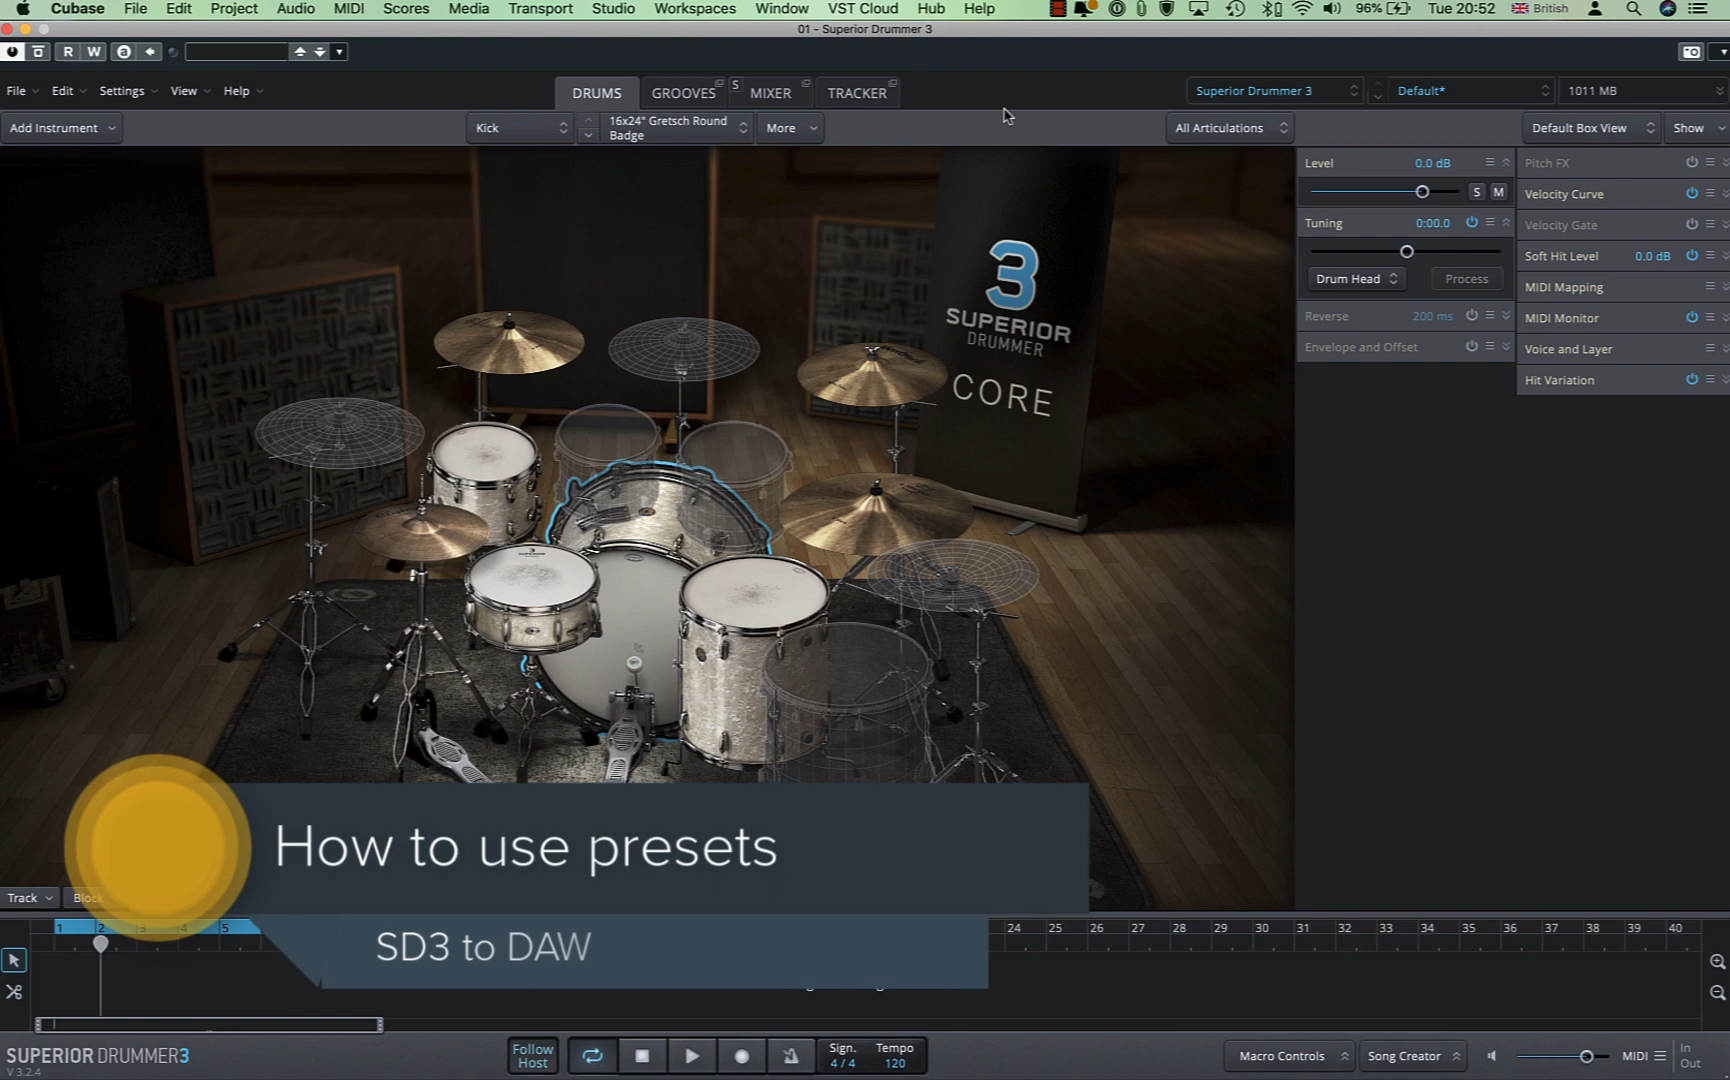 Cubase File Edit Project Audio MIDI Scores Media Transport Studio Workspaces Window VST Cloud Hub Help 96% Tue 20:52 British
01 - Superior Drummer 3
R W a
File Edit Settings View Help DRUMS GROOVES S MIXER TRACKER Superior Drummer 3 Default* 1011 MB
Add Instrument Kick 16x24" Gretsch Round
Badge More All Articulations Default Box View Show
Level 0.0 dB Pitch FX
S M Velocity Curve
Tuning 0:00.0 Velocity Gate
Soft Hit Level 0.0 dB
Drum Head Process MIDI Mapping
Reverse 200 ms MIDI Monitor
Envelope and Offset Voice and Layer
Hit Variation
3
SUPERIOR
DRUMMER
CORE
How to use presets
Track Block
1 2 3 4 5 24 25 26 27 28 29 30 31 32 33 34 35 36 37 38 39 40
SD3 to DAW
SUPERIOR DRUMMER 3
V 3.2.4
Follow
Host
Sign. Tempo
4/4 120
Macro Controls Song Creator MIDI In
Out